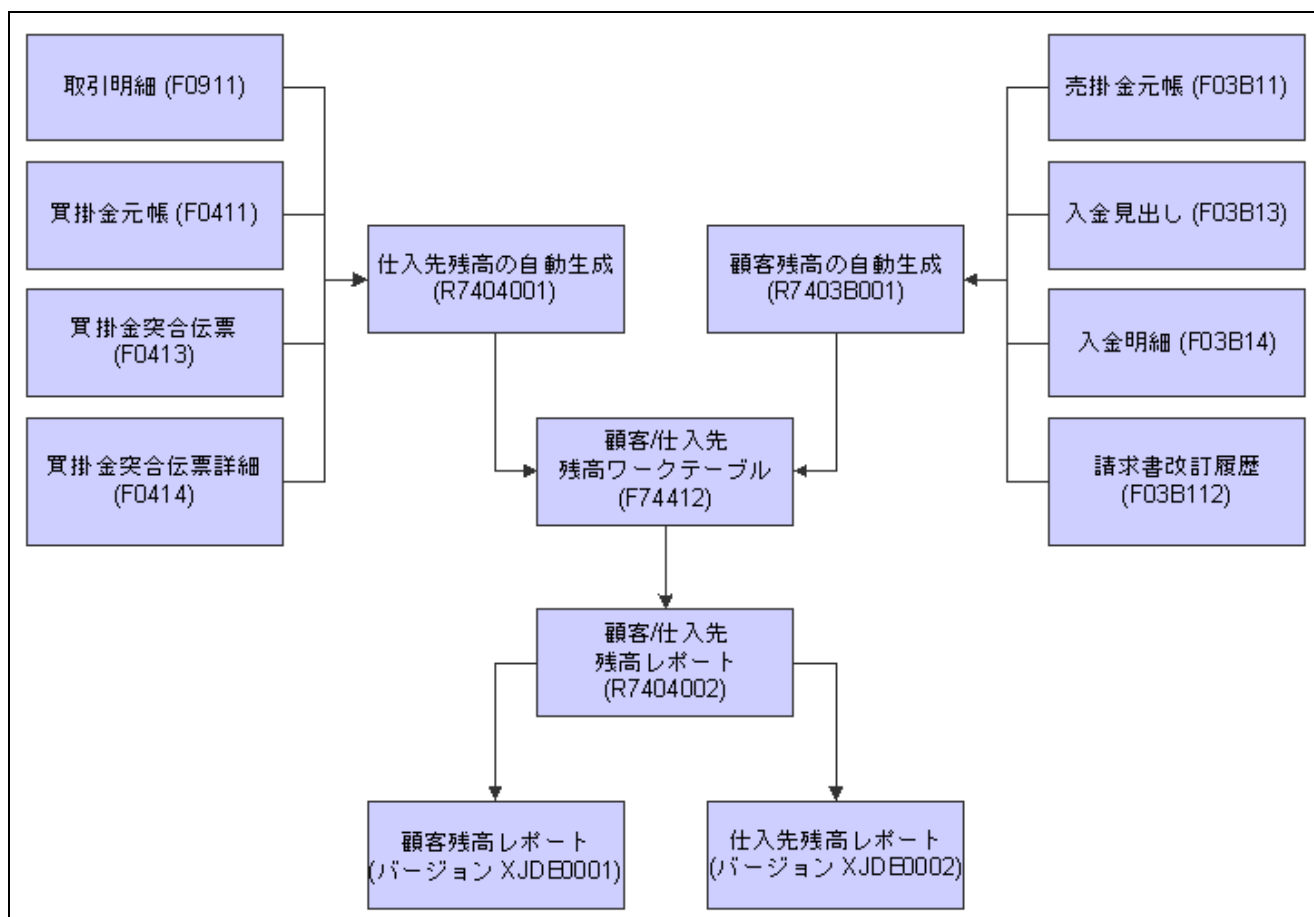 取引明細 (F0911)
買掛金元帳 (F0411)
買掛金突合伝票
(F0413)
買掛金突合伝票詳細
(F0414)
仕入先残高の自動生成
(R7404001)
顧客残高の自動生成
(R7403B001)
売掛金元帳 (F03B11)
入金見出し (F03B13)
入金明細 (F03B14)
請求書改訂履歴
(F03B112)
顧客/仕入先
残高ワークテーブル
(F74412)
顧客/仕入先
残高レポート
(R7404002)
顧客残高レポート
(バージョン XJDE0001)
仕入先残高レポート
(バージョン XJDE0002)